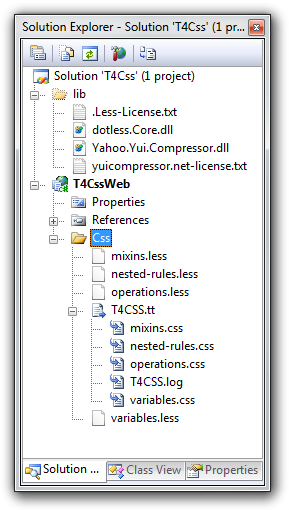 Solution Explorer - Solution 'T4Css' (1 pr...
Solution 'T4Css' (1 project)
lib
.Less-License.txt
dotless.Core.dll
Yahoo.Yui.Compressor.dll
yuicompressor.net-license.txt
T4CssWeb
Properties
References
Css
mixins.less
nested-rules.less
operations.less
T4CSS.tt
mixins.css
nested-rules.css
operations.css
T4CSS.log
variables.css
variables.less
Solution ... Class View Properties